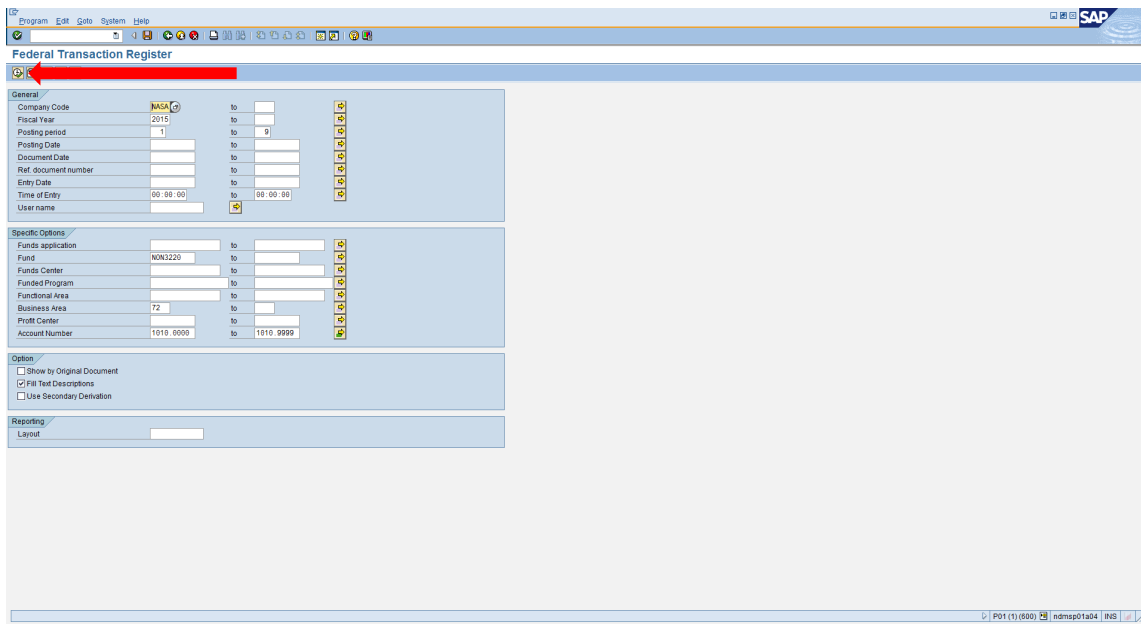 Program Edit Goto System Help
SAP
Federal Transaction Register
General
Company Code NASA to
Fiscal Year 2015 to
Posting period 1 to 9
Posting Date to
Document Date to
Ref. document number to
Entry Date to
Time of Entry 00:00:00 to 00:00:00
User name
Specific Options
Funds application to
Fund NON3220 to
Funds Center to
Funded Program to
Functional Area to
Business Area 72 to
Profit Center to
Account Number 1010.0000 to 1010.9999
Option
Show by Original Document
Fill Text Descriptions
Use Secondary Derivation
Reporting
Layout
P01 (1) (600) ndmsp01a04 INS